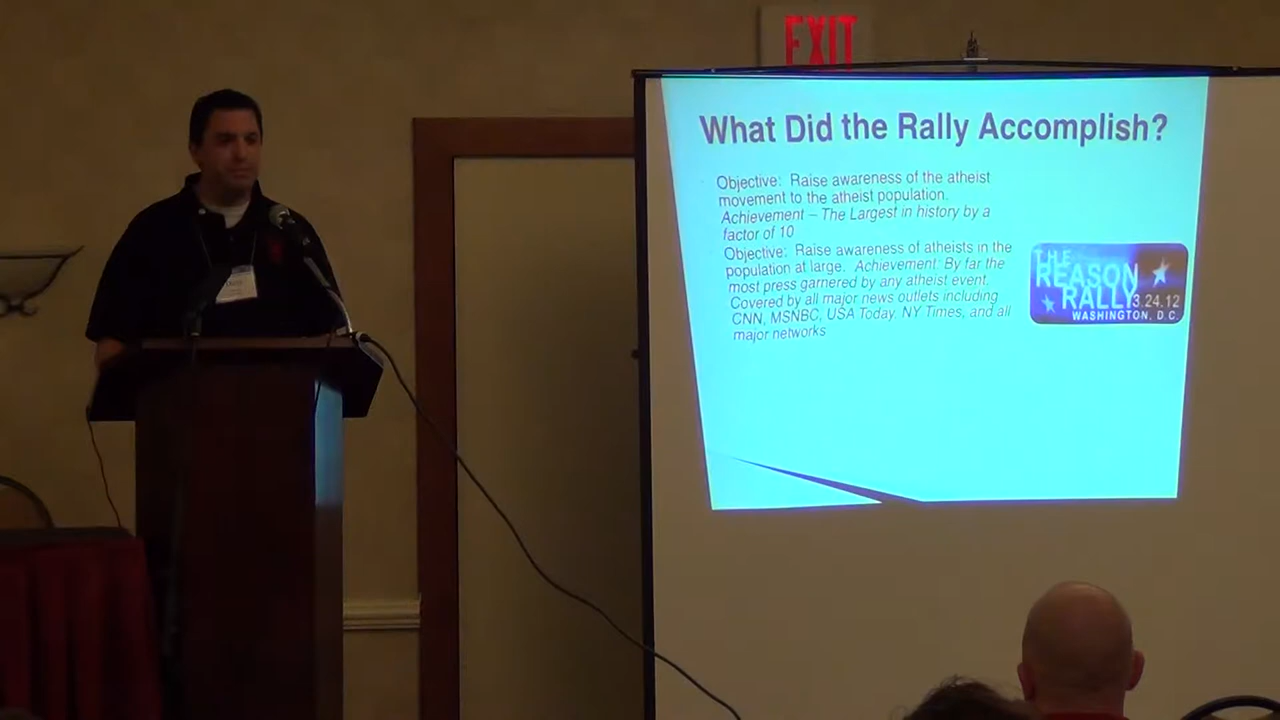 EXIT
What Did the Rally Accomplish?
Objective: Raise awareness of the atheist
movement to the atheist population.
Achievement – The Largest in history by a
factor of 10
Objective: Raise awareness of atheists in the
population at large. Achievement: By far the
most press garnered by any atheist event.
Covered by all major news outlets including
CNN, MSNBC, USA Today, NY Times, and all
major networks
THE
REASON
RALLY 3.24.12
WASHINGTON, D.C.